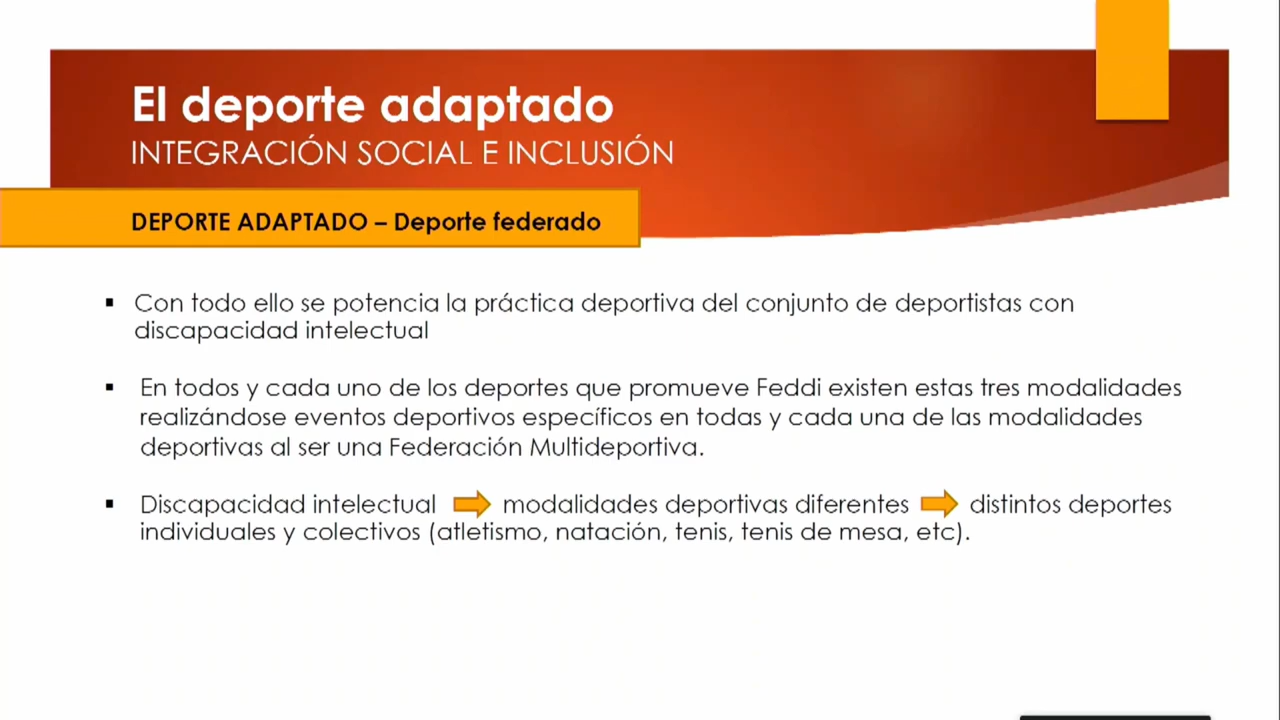 El deporte adaptado
INTEGRACIÓN SOCIAL E INCLUSIÓN
DEPORTE ADAPTADO – Deporte federado
▪ Con todo ello se potencia la práctica deportiva del conjunto de deportistas con
discapacidad intelectual
▪ En todos y cada uno de los deportes que promueve Feddi existen estas tres modalidades
realizándose eventos deportivos específicos en todas y cada una de las modalidades
deportivas al ser una Federación Multideportiva.
▪ Discapacidad intelectual modalidades deportivas diferentes distintos deportes
individuales y colectivos (atletismo, natación, tenis, tenis de mesa, etc).